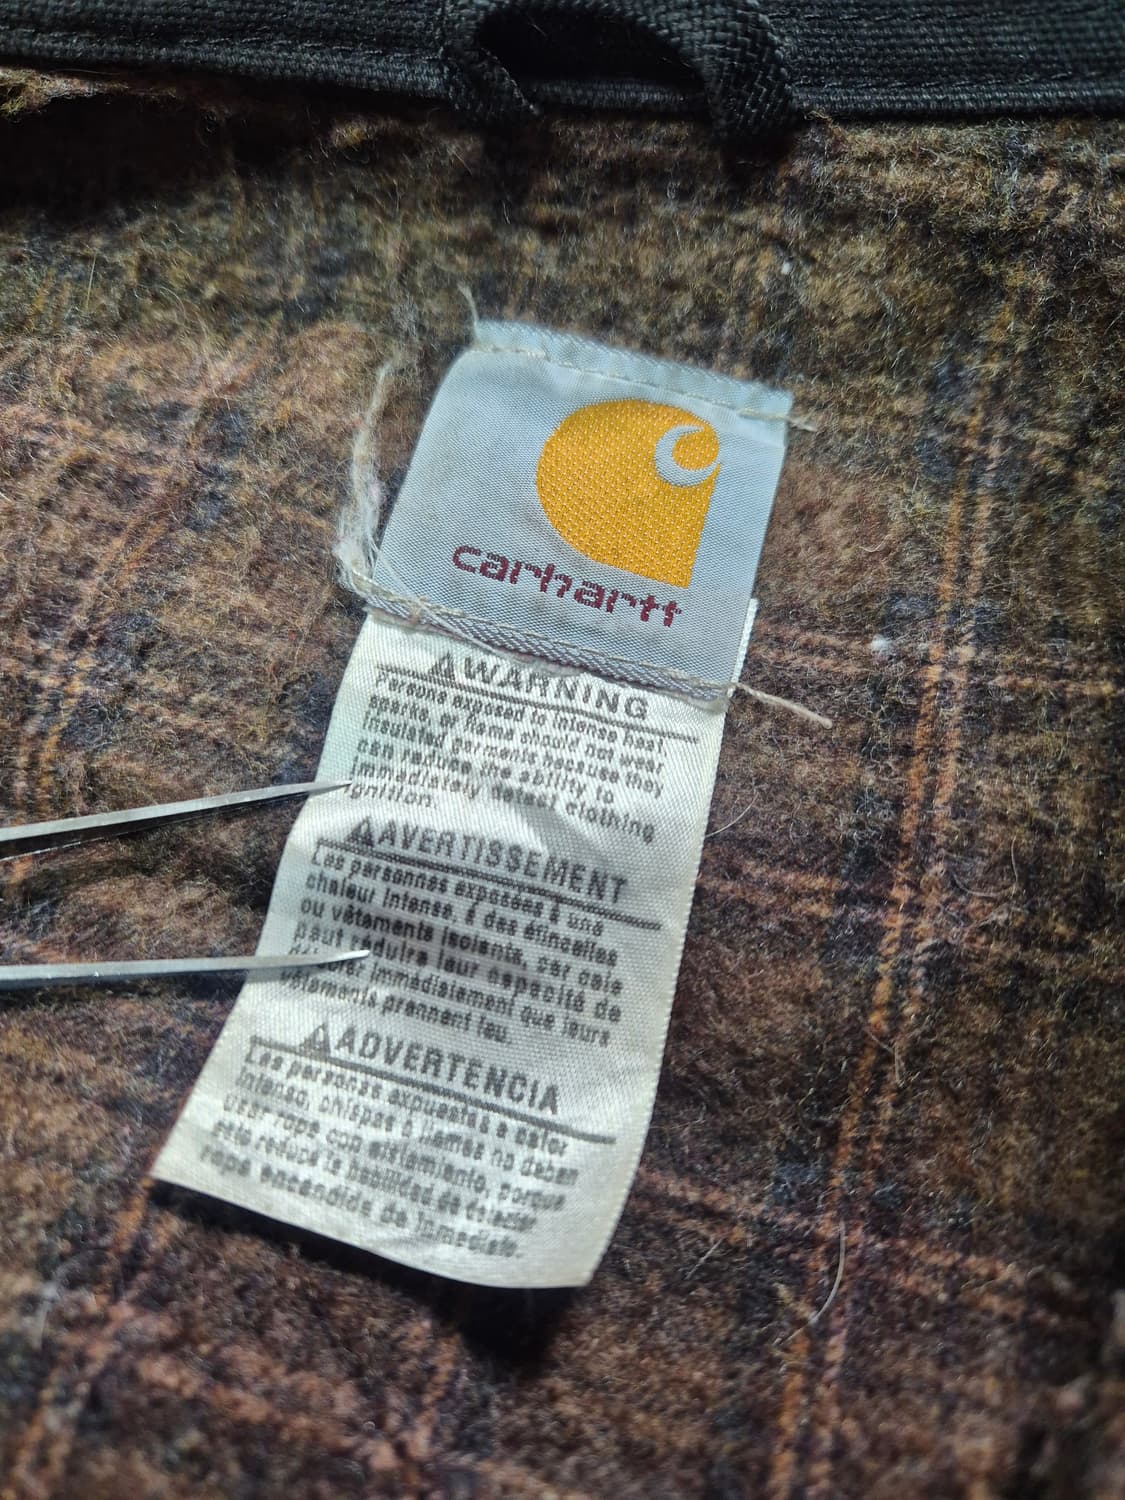 carhartt
⚠WARNING
Persons exposed to intense heat
sparks, or flame should not wear
insulated garments because they
can reduce the ability to
immediately detect clothing
ignition.
⚠AVERTISSEMENT
Les personnes exposées à une
chaleur intense, à des étincelles
ou vêtements isolants, car cela
peut réduire leur capacité de
immédiatement que leurs
vêtements prennent feu.
⚠ADVERTENCIA
Las personas expuestas a calor
intenso, chispas o llamas no deben
usar ropa con aislamiento, porque
esto reduce la habilidad de detectar
ropa encendida de inmediato.